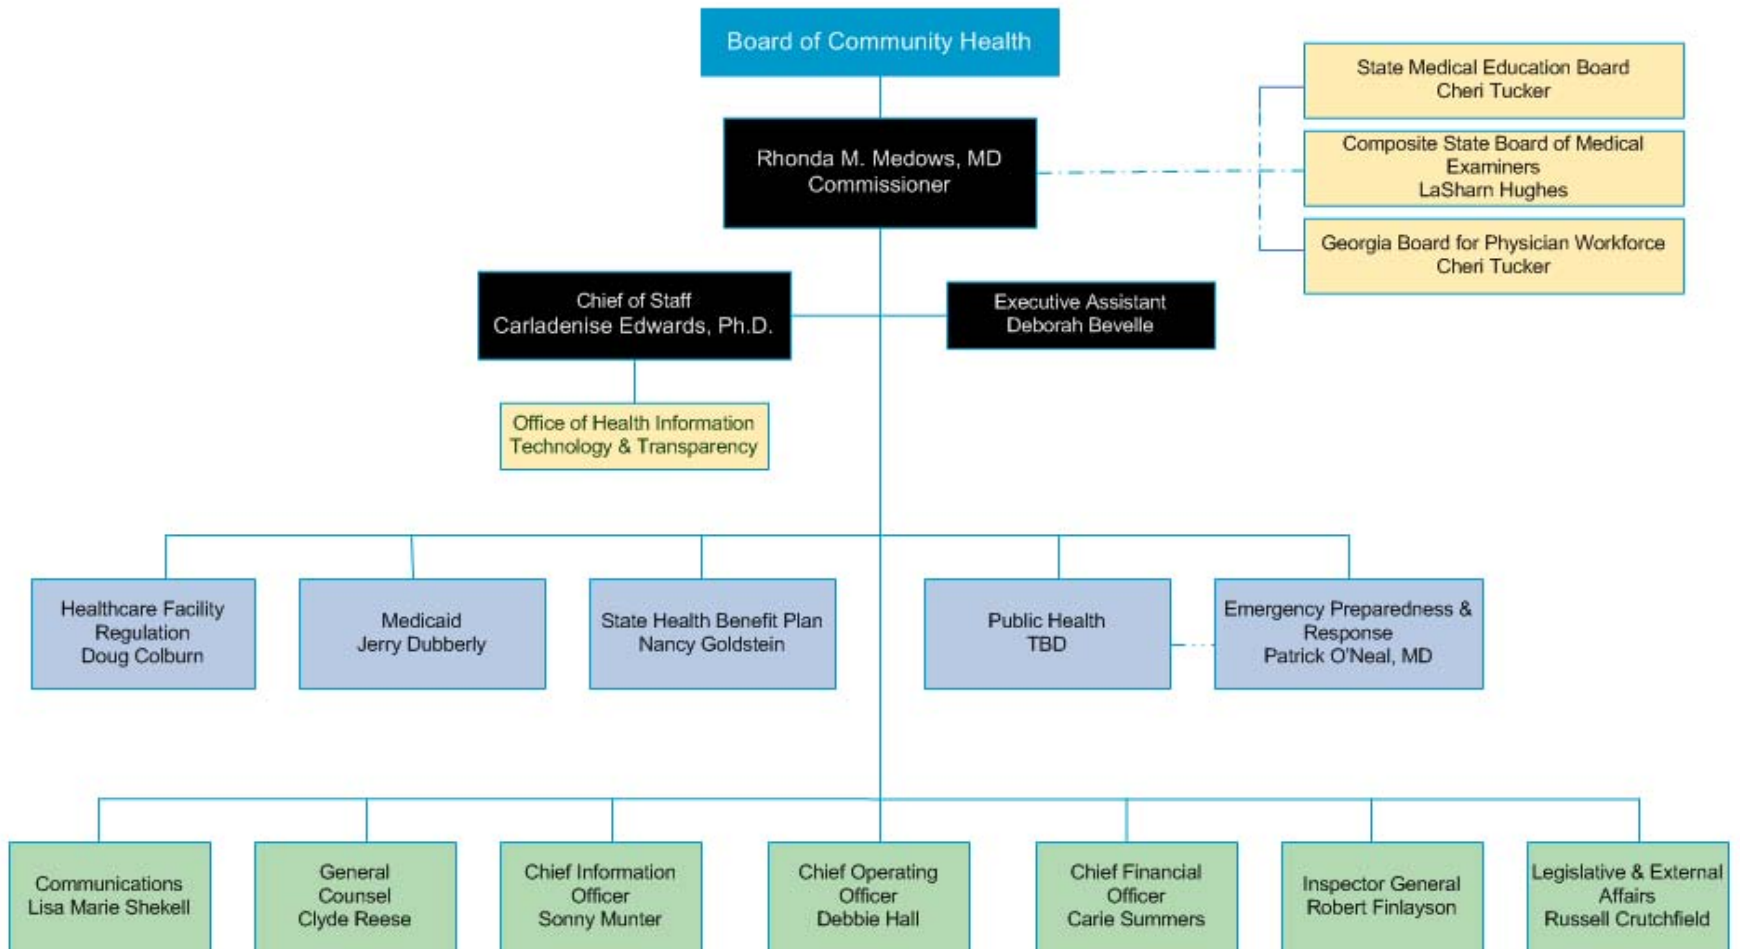 Board of Community Health
State Medical Education Board
Cheri Tucker
Rhonda M. Medows, MD
Commissioner
Composite State Board of Medical
Examiners
LaSharn Hughes
Georgia Board for Physician Workforce
Cheri Tucker
Chief of Staff
Carladenise Edwards, Ph.D.
Executive Assistant
Deborah Bevelle
Office of Health Information
Technology & Transparency
Healthcare Facility
Regulation
Doug Colburn
Medicaid
Jerry Dubberly
State Health Benefit Plan
Nancy Goldstein
Public Health
TBD
Emergency Preparedness &
Response
Patrick O'Neal, MD
Communications
Lisa Marie Shekell
General
Counsel
Clyde Reese
Chief Information
Officer
Sonny Munter
Chief Operating
Officer
Debbie Hall
Chief Financial
Officer
Carie Summers
Inspector General
Robert Finlayson
Legislative & External
Affairs
Russell Crutchfield